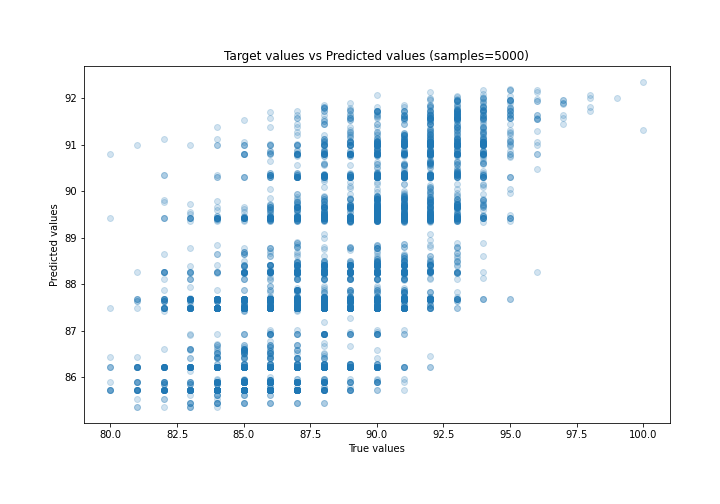 Target values vs Predicted values (samples=5000)
92
91
90
89
88
87
86
Predicted values
80.0 82.5 85.0 87.5 90.0 92.5 95.0 97.5 100.0
True values